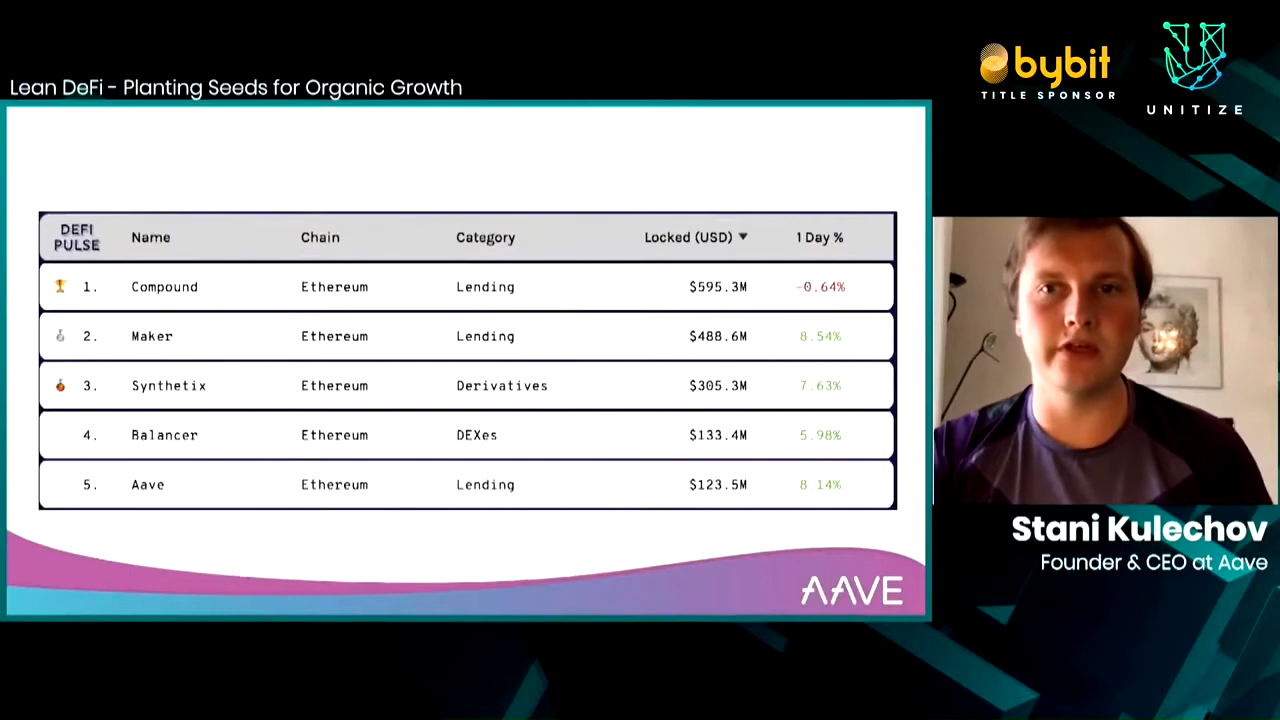 Lean DeFi - Planting Seeds for Organic Growth
bybit
TITLE SPONSOR
UNITIZE
DEFI PULSE Name Chain Category Locked (USD) ▼ 1 Day %
1. Compound Ethereum Lending $595.3M -0.64%
2. Maker Ethereum Lending $488.6M 8.54%
3. Synthetix Ethereum Derivatives $305.3M 7.63%
4. Balancer Ethereum DEXes $133.4M 5.98%
5. Aave Ethereum Lending $123.5M 8 14%
AAVE
Stani Kulechov
Founder & CEO at Aave